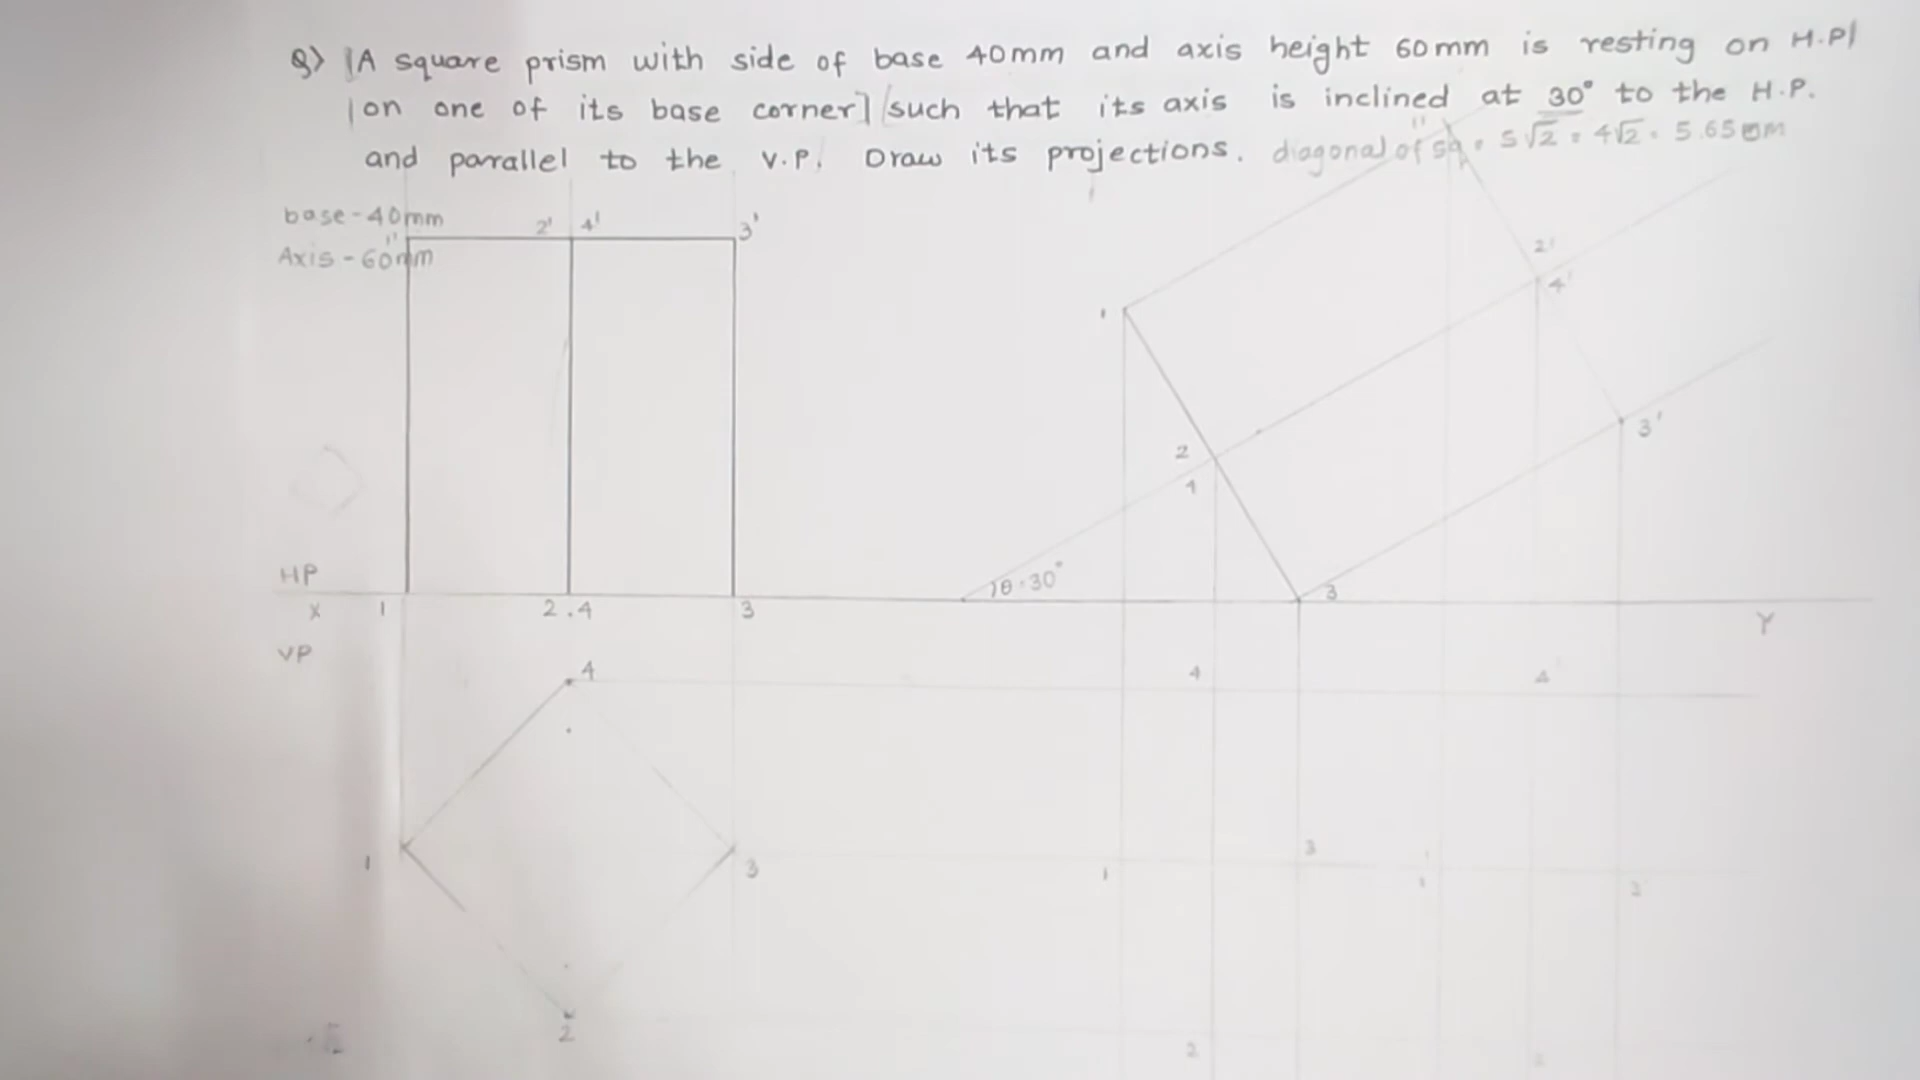 Q) A square prism with side of base 40mm and axis height 60mm is resting on H.P
on one of its base corner such that its axis is inclined at 30° to the H.P.
and parallel to the V.P. Draw its projections. diagonal of sq = S√2 = 4√2 = 5.65
base-40mm
Axis - 60mm
1' 2' 4' 3'
1'
2'
4'
3'
1
2
1
θ = 30°
3
HP
X 1 2.4 3 Y
VP
4 4 4
1 3 1 3 1 3
2 2